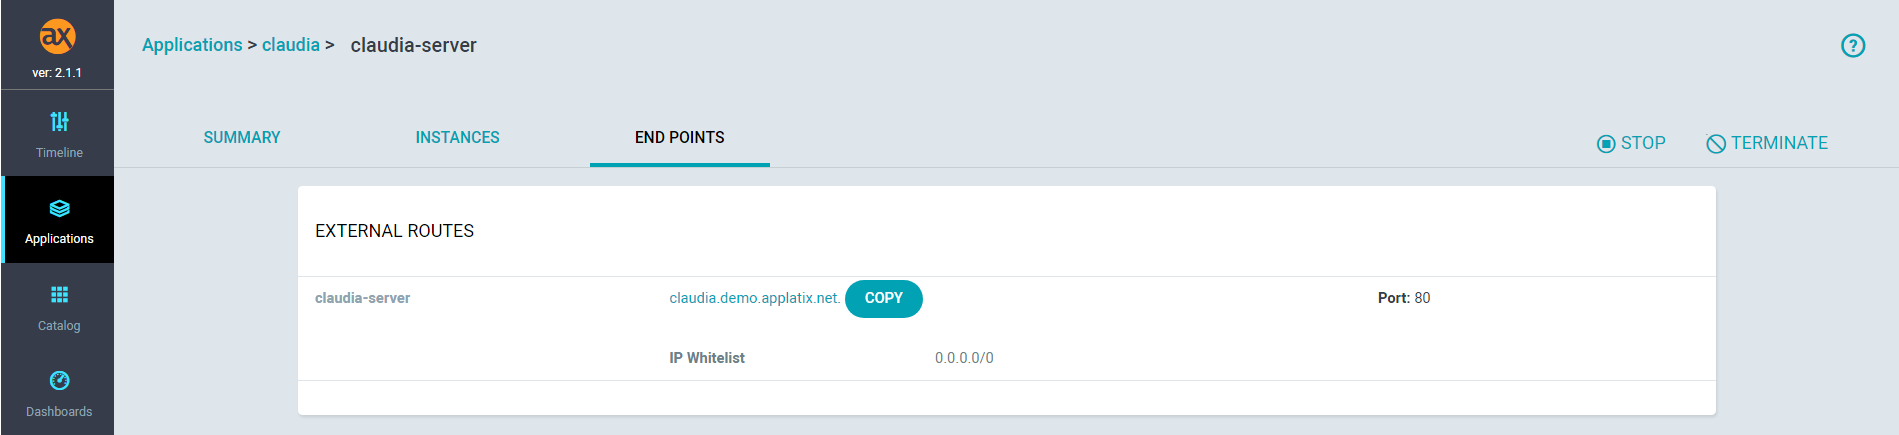 ax
ver: 2.1.1
Timeline
Applications
Catalog
Dashboards
Applications > claudia > claudia-server
?
SUMMARY INSTANCES END POINTS
STOP TERMINATE
EXTERNAL ROUTES
claudia-server claudia.demo.applatix.net. COPY Port: 80
IP Whitelist 0.0.0.0/0